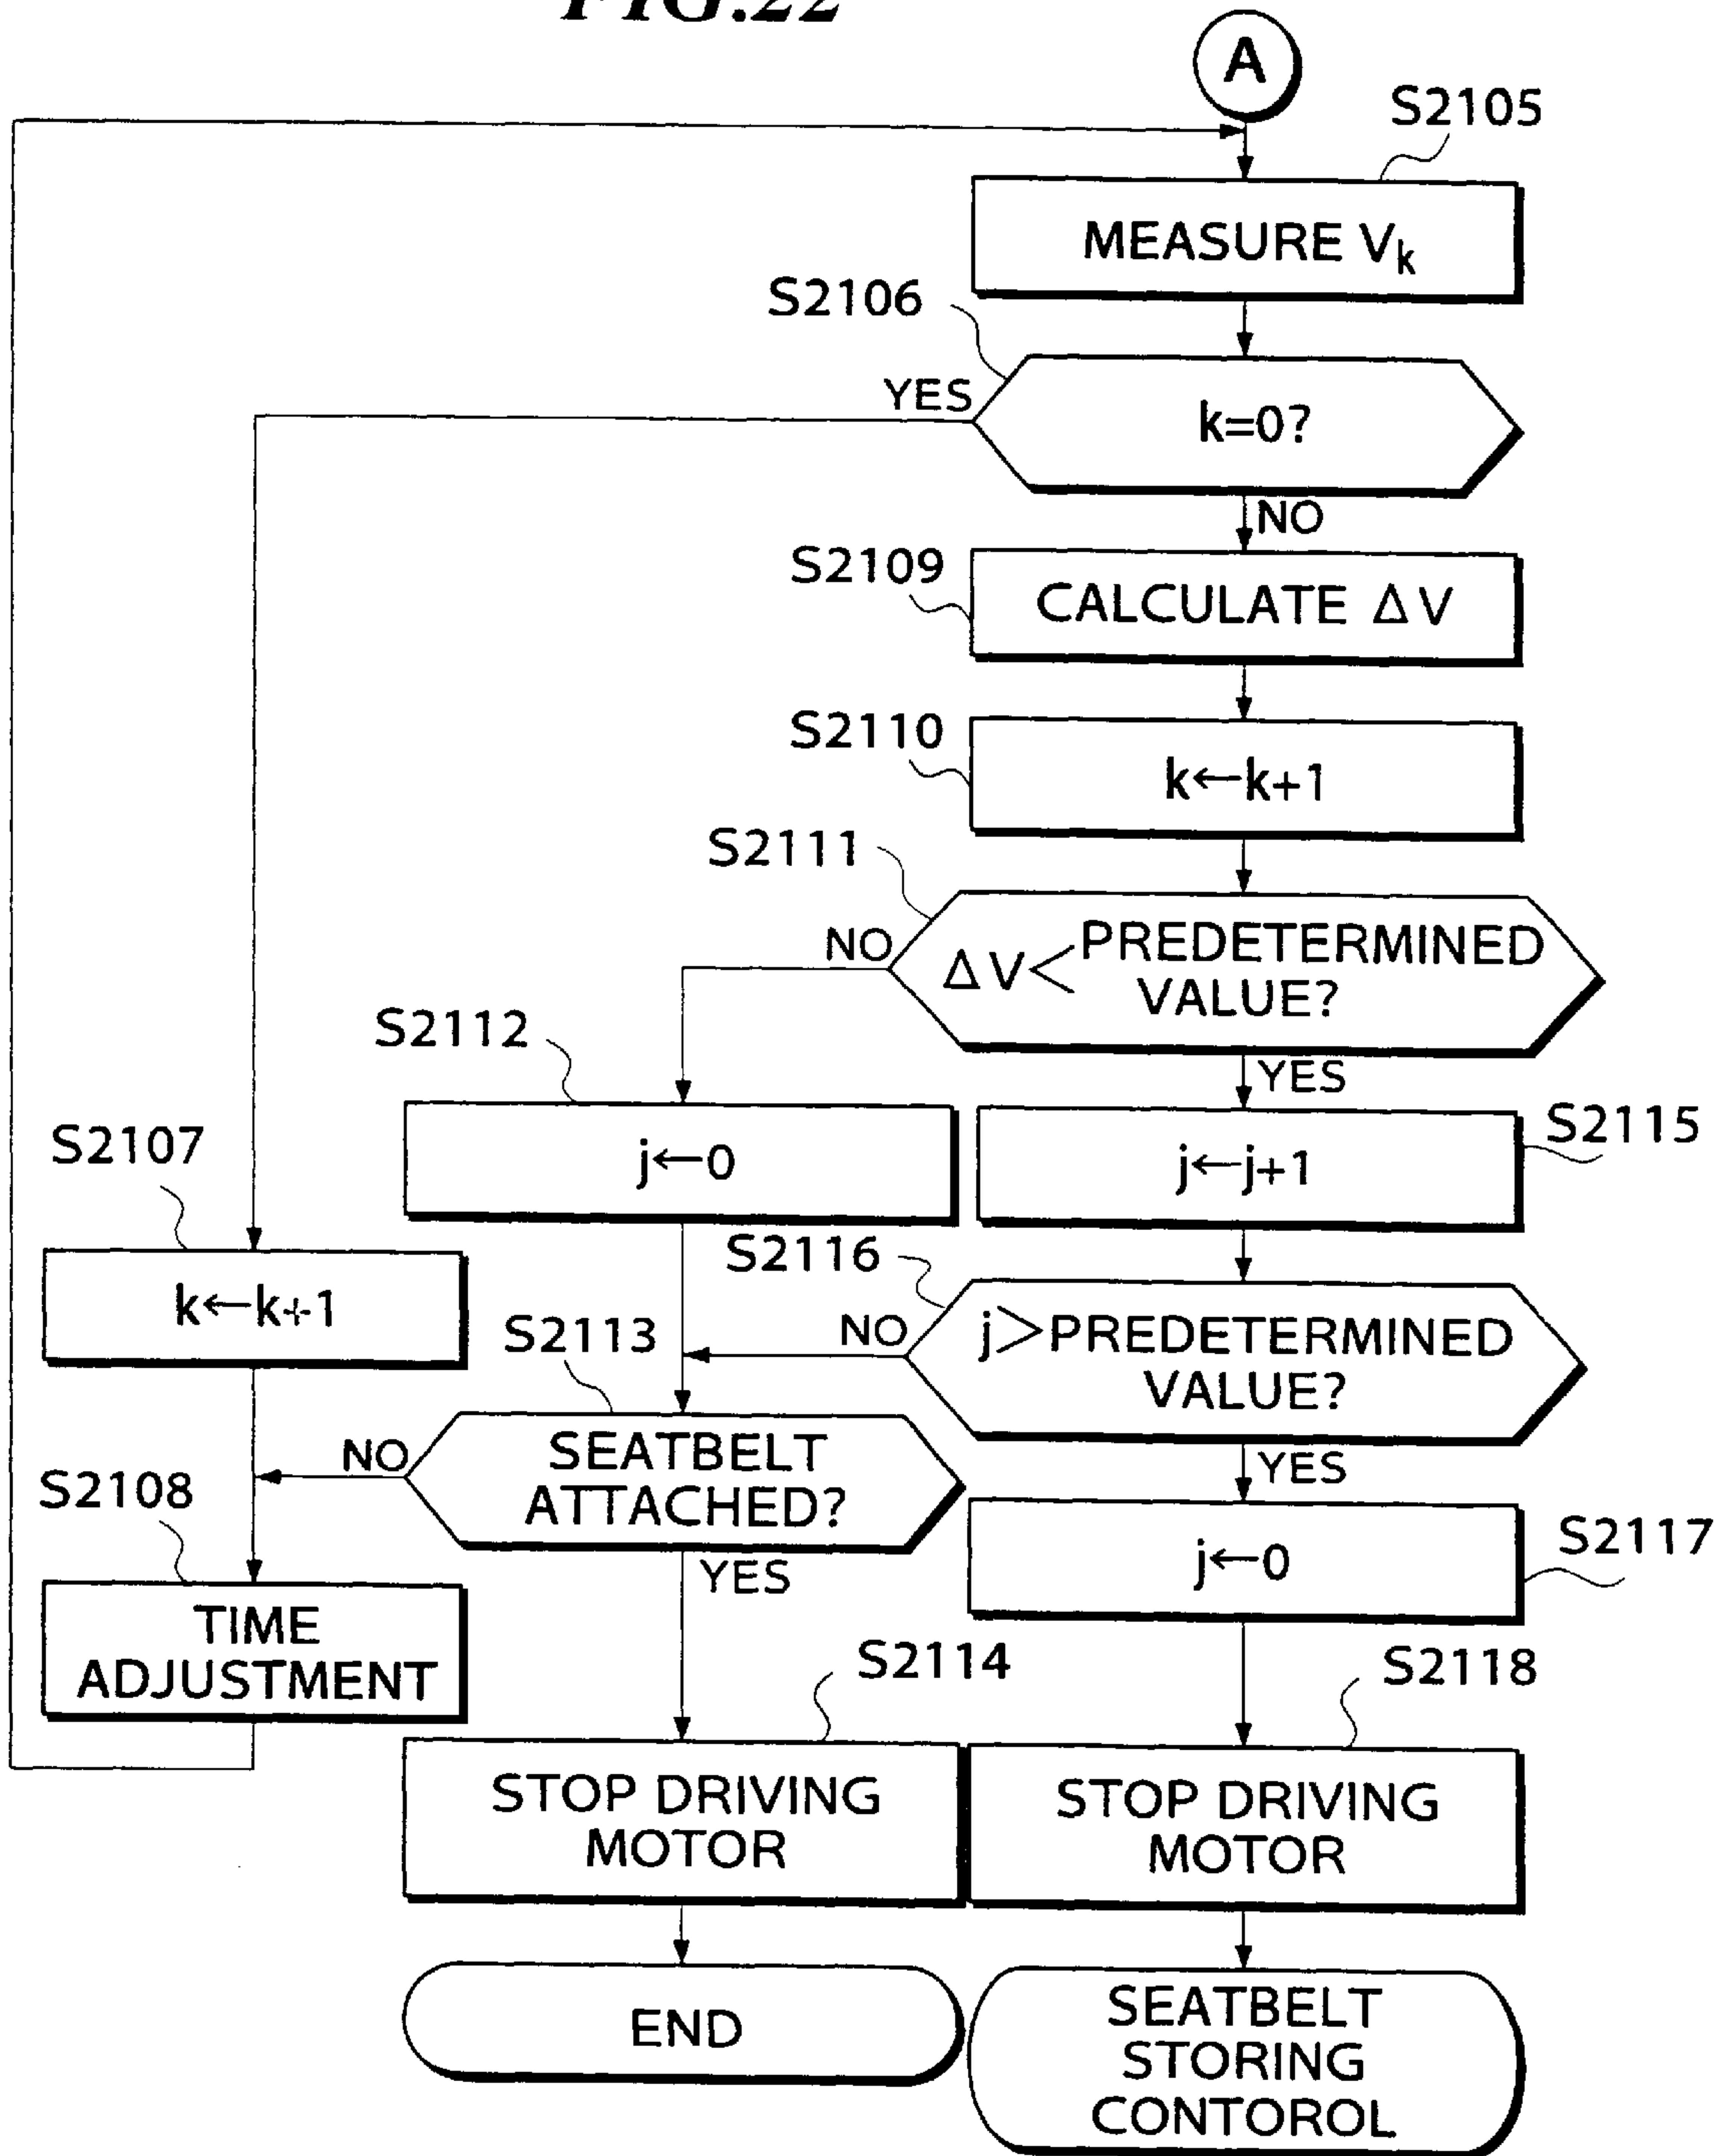 FIG.22
A
S2105
MEASURE Vk
S2106
YES
k=0?
NO
S2109
CALCULATE ΔV
S2110
k←k+1
S2111
NO
ΔV< PREDETERMINED
VALUE?
YES
S2112
j←0
S2115
j←j+1
S2107
k←k+1
S2116
NO
j>PREDETERMINED
VALUE?
YES
S2113
NO
SEATBELT
ATTACHED?
YES
S2108
TIME
ADJUSTMENT
S2117
j←0
S2114
STOP DRIVING
MOTOR
S2118
STOP DRIVING
MOTOR
END
SEATBELT
STORING
CONTOROL